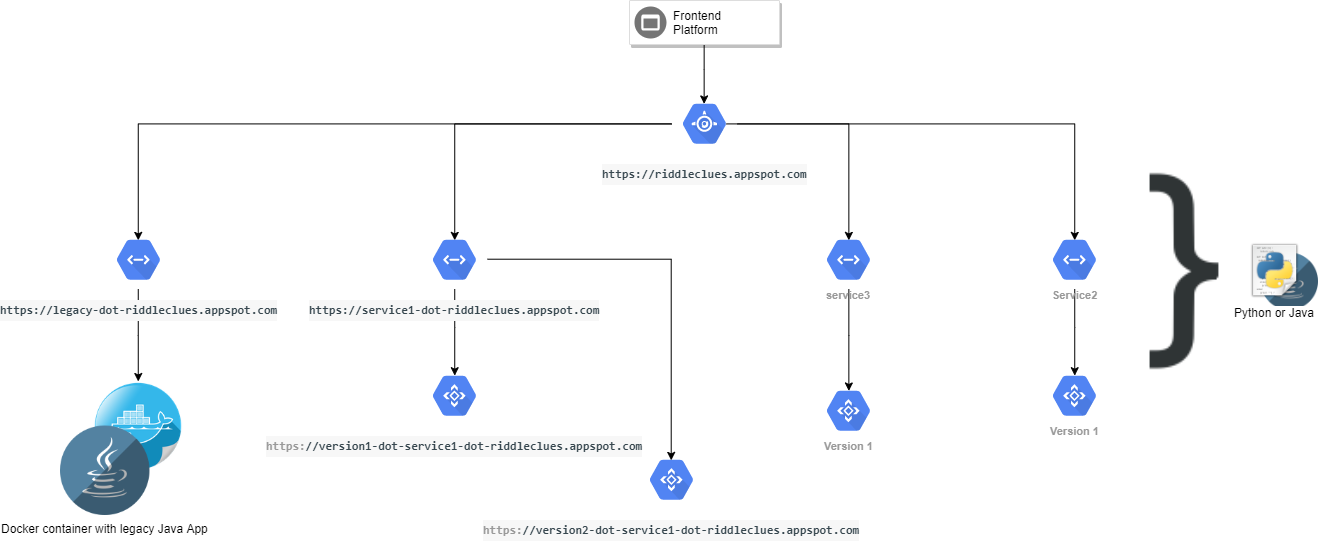 Frontend
Platform
https://riddleclues.appspot.com
service3
Service2
https://legacy-dot-riddleclues.appspot.com
https://service1-dot-riddleclues.appspot.com
Python or Java
Version 1
Version 1
https://version1-dot-service1-dot-riddleclues.appspot.com
Docker container with legacy Java App
https://version2-dot-service1-dot-riddleclues.appspot.com